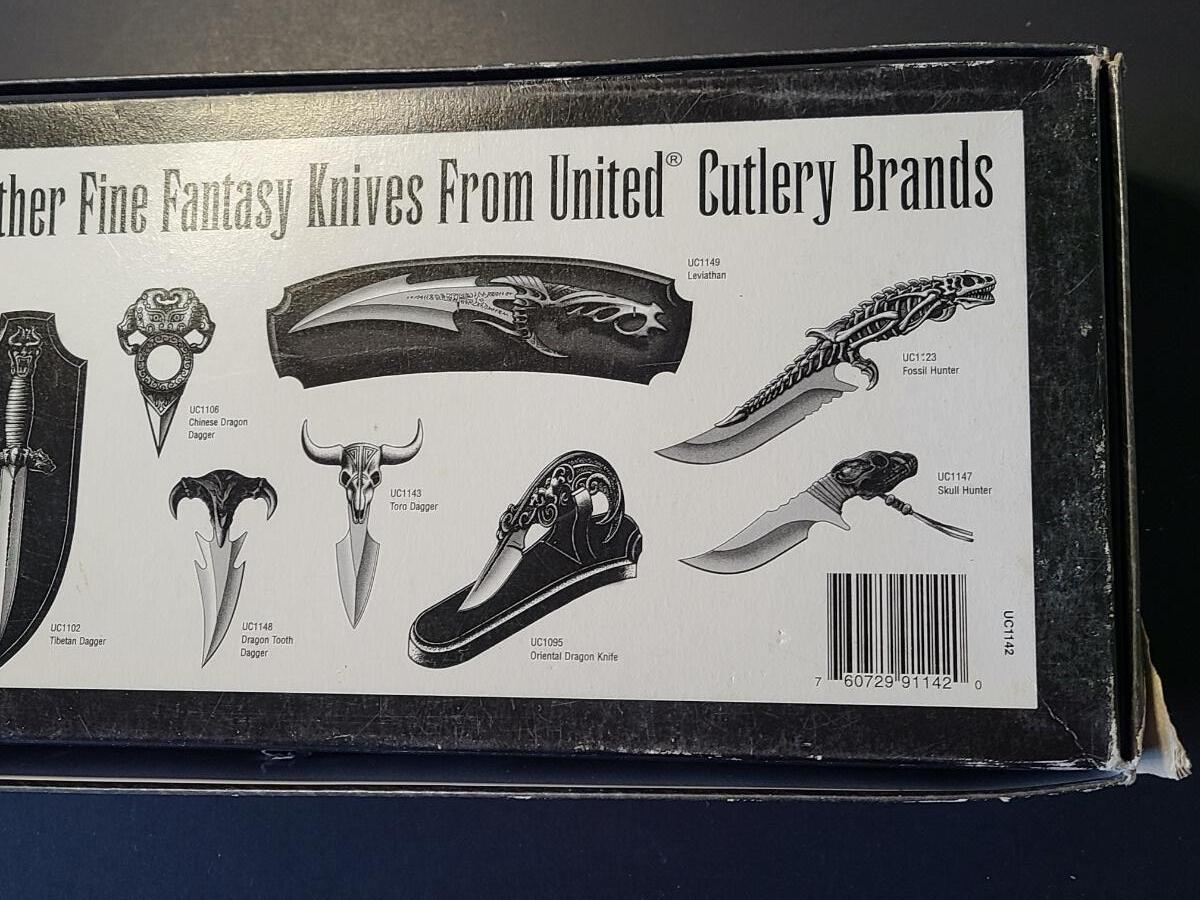 ther Fine Fantasy Knives From United® Cutlery Brands
UC1149
Leviathan
UC1123
Fossil Hunter
UC1106
Chinese Dragon
Dagger
UC1147
Skull Hunter
UC1143
Toro Dagger
UC1102
Tibetan Dagger
UC1148
Dragon Tooth
Dagger
UC1095
Oriental Dragon Knife
UC1142
7 60729 91142 0